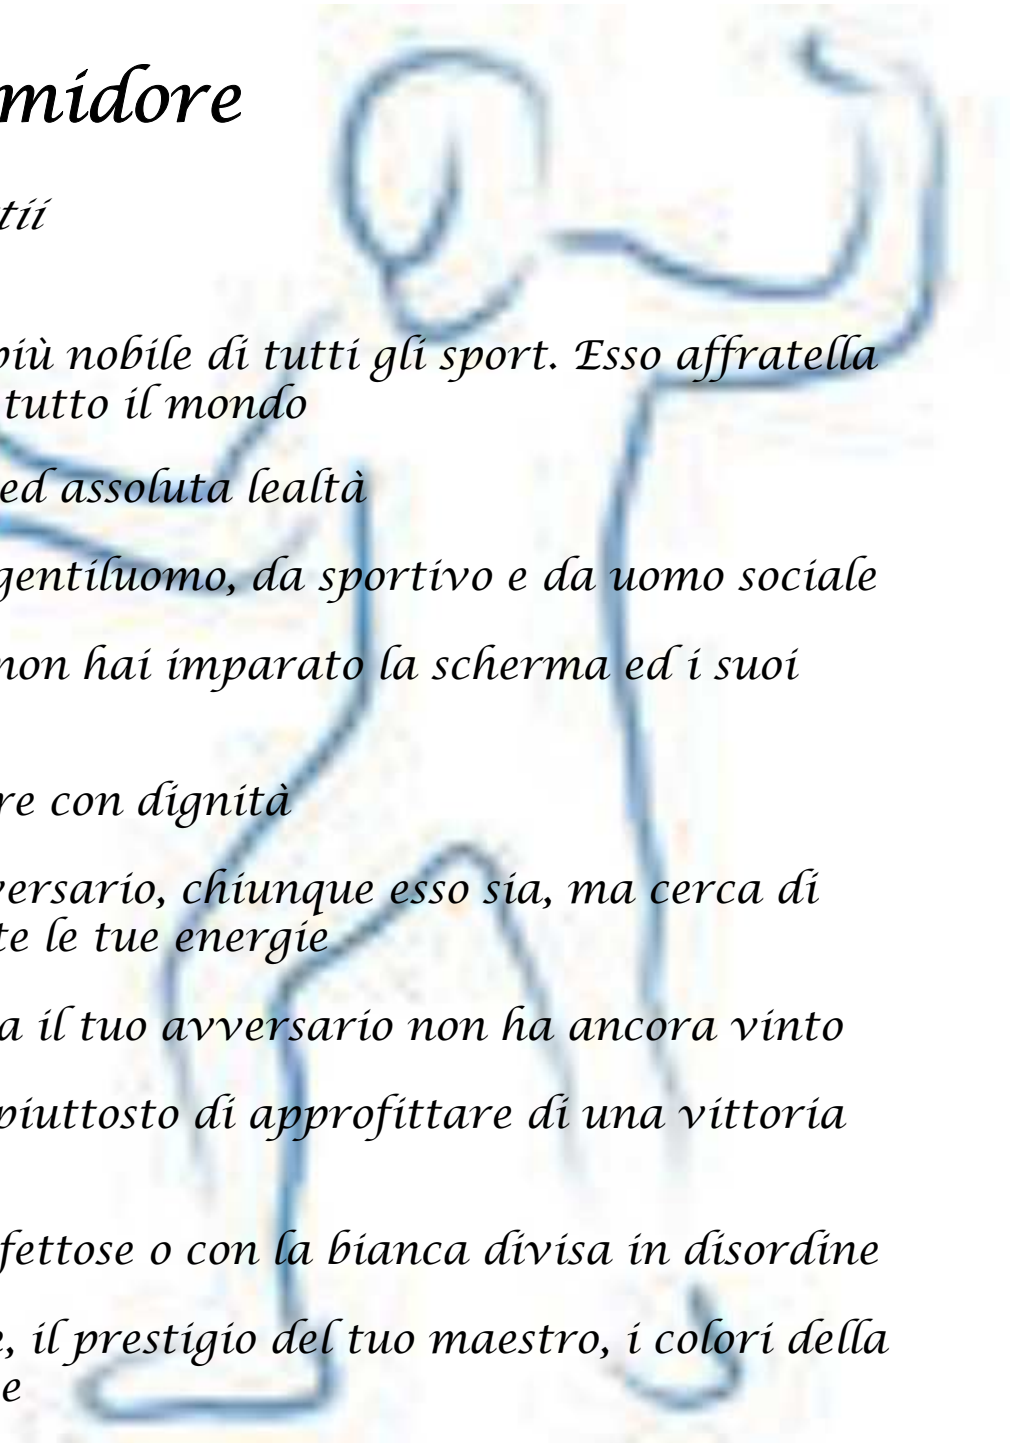 midore
tii
più nobile di tutti gli sport. Esso affratella
tutto il mondo
ed assoluta lealtà
gentiluomo, da sportivo e da uomo sociale
non hai imparato la scherma ed i suoi
re con dignità
versario, chiunque esso sia, ma cerca di
te le tue energie
a il tuo avversario non ha ancora vinto
piuttosto di approfittare di una vittoria
fettose o con la bianca divisa in disordine
e, il prestigio del tuo maestro, i colori della
e